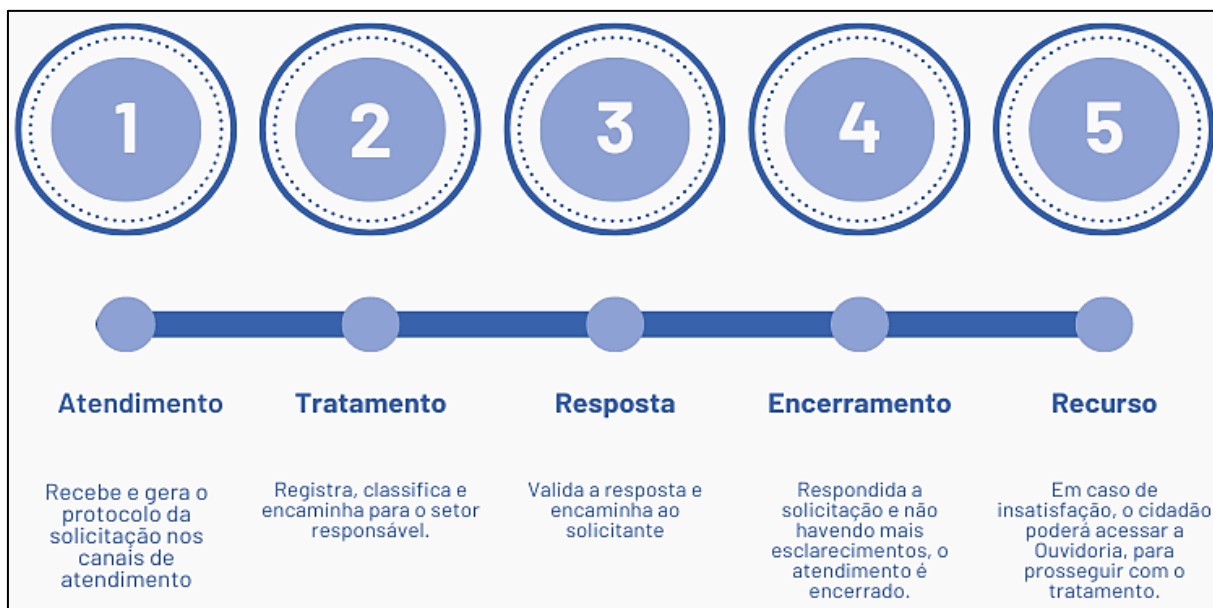 1
2
3
4
5
Atendimento
Tratamento
Resposta
Encerramento
Recurso
Recebe e gera o
protocolo da
solicitação nos
canais de
atendimento
Registra, classifica e
encaminha para o setor
responsável.
Valida a resposta e
encaminha ao
solicitante
Respondida a
solicitação e não
havendo mais
esclarecimentos, o
atendimento é
encerrado.
Em caso de
insatisfação, o cidadão
poderá acessar a
Ouvidoria, para
prosseguir com o
tratamento.